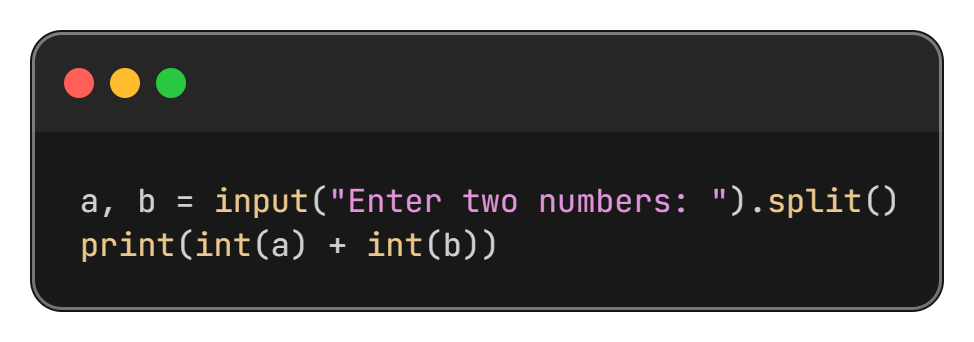 a, b = input("Enter two numbers: ").split()
print(int(a) + int(b))